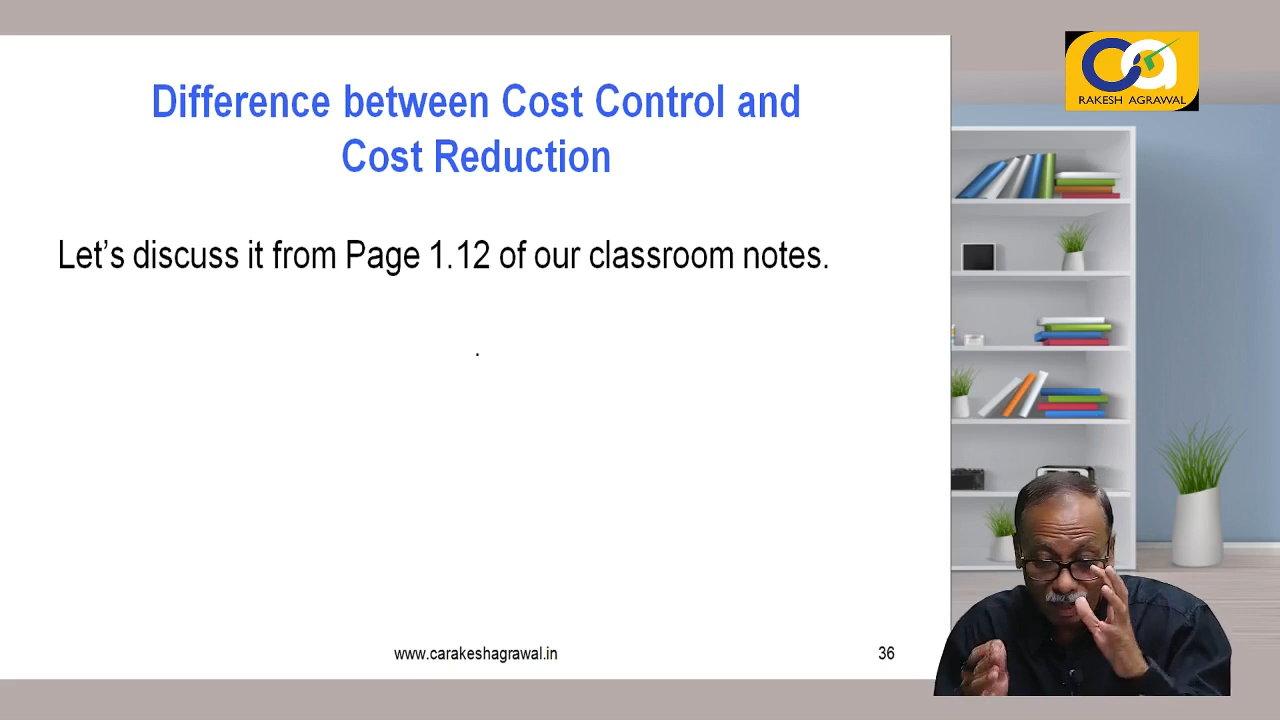 Difference between Cost Control and
Cost Reduction
Let's discuss it from Page 1.12 of our classroom notes.
.
www.carakeshagrawal.in
36
ca
RAKESH AGRAWAL